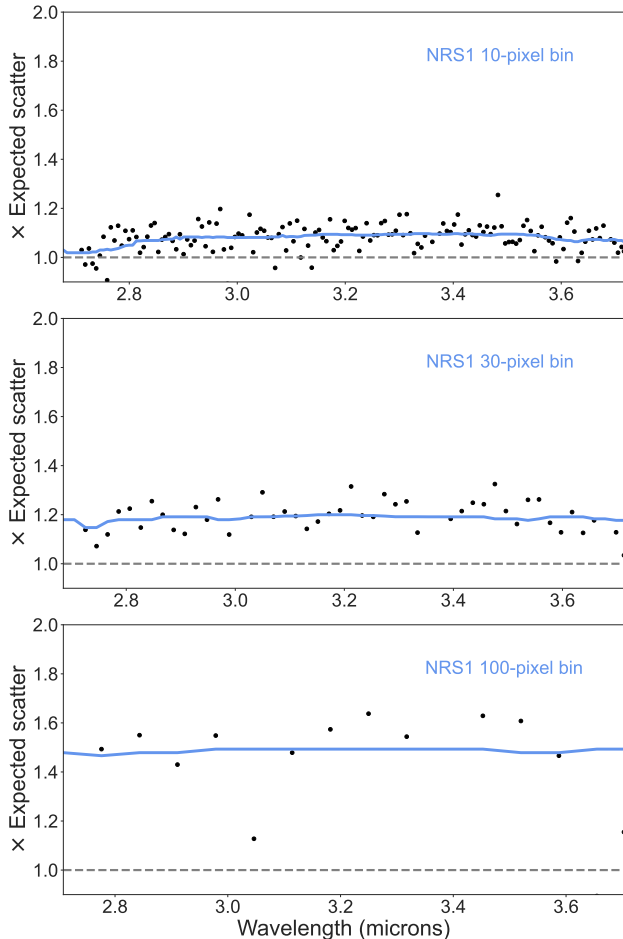 2.0
NRS1 10-pixel bin
1.8
1.6
1.4
1.2
1.0
× Expected scatter
2.8 3.0 3.2 3.4 3.6
2.0
NRS1 30-pixel bin
1.8
1.6
1.4
1.2
1.0
× Expected scatter
2.8 3.0 3.2 3.4 3.6
2.0
NRS1 100-pixel bin
1.8
1.6
1.4
1.2
1.0
× Expected scatter
2.8 3.0 3.2 3.4 3.6
Wavelength (microns)